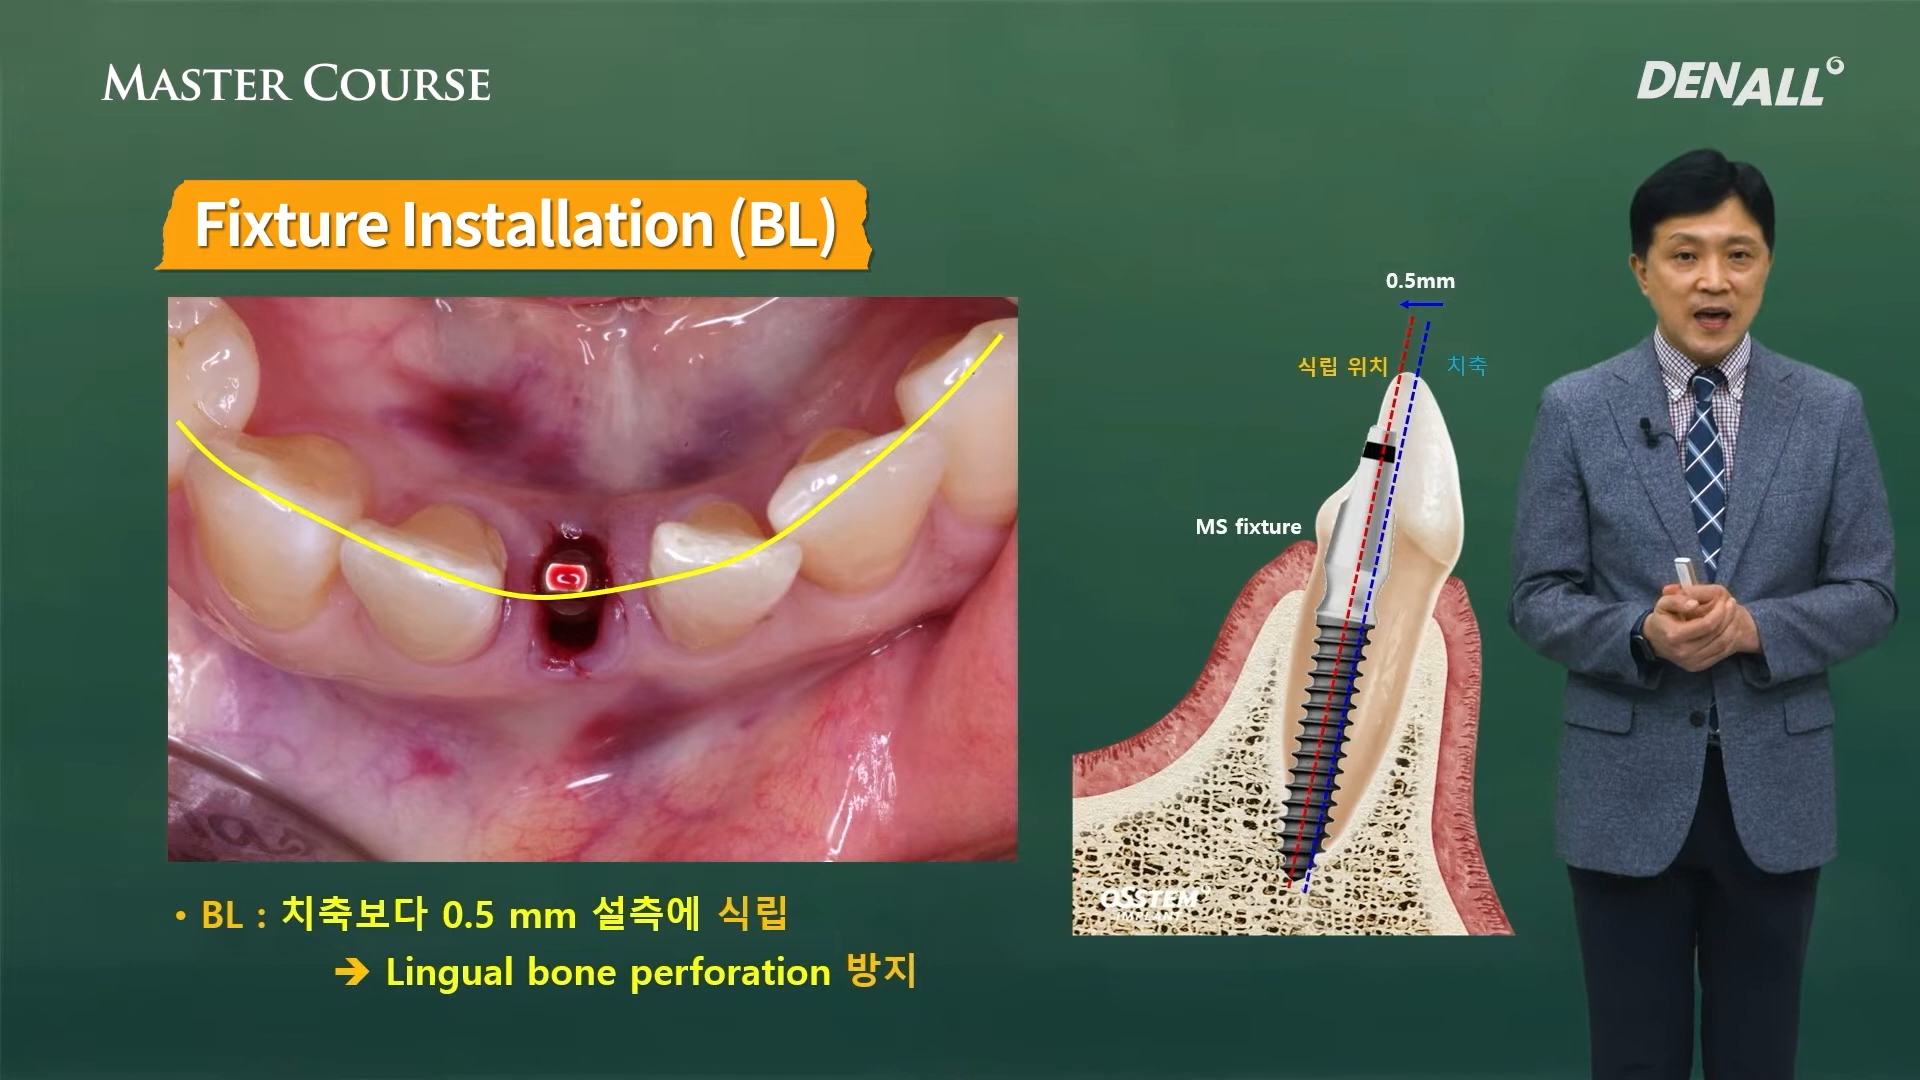 MASTER COURSE
DENALL
Fixture Installation (BL)
0.5mm
식립 위치
치축
MS fixture
OSSTEM
IMPLANT
• BL : 치축보다 0.5 mm 설측에 식립
➔ Lingual bone perforation 방지